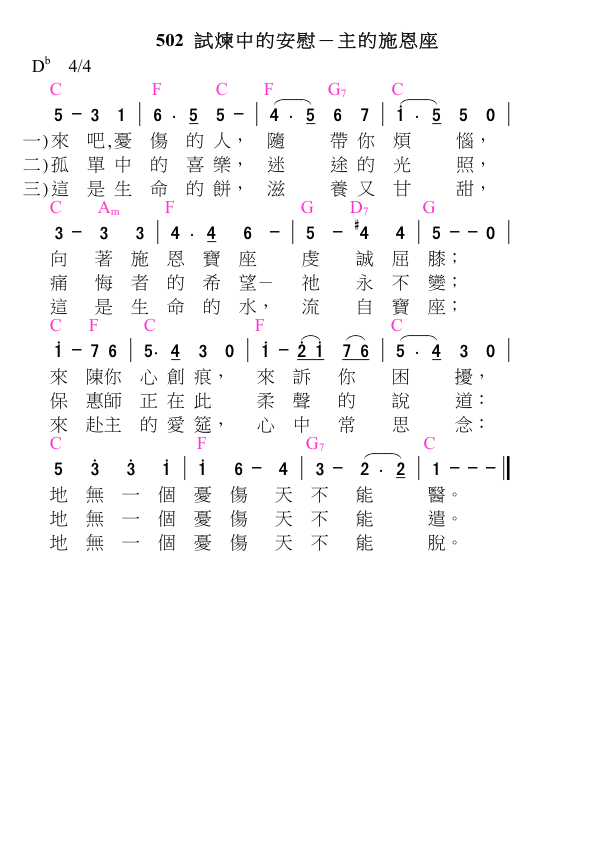 502 試煉中的安慰－主的施恩座
Db 4/4
C F C F G7 C
5 - 3 1 | 6 . 5 5 - | 4 . 5 6 7 | i . 5 5 0 |
一)來 吧,憂 傷 的 人， 隨 帶 你 煩 惱，
二)孤 單 中 的 喜 樂， 迷 途 的 光 照，
三)這 是 生 命 的 餅， 滋 養 又 甘 甜，
C Am F G D7 G
3 - 3 3 | 4 . 4 6 - | 5 - #4 4 | 5 - - 0 |
向 著 施 恩 寶 座 虔 誠 屈 膝；
痛 悔 者 的 希 望－ 祂 永 不 變；
這 是 生 命 的 水， 流 自 寶 座；
C F C F C
i - 7 6 | 5. 4 3 0 | i - 2̇ i 7 6 | 5 . 4 3 0 |
來 陳你 心 創 痕， 來 訴 你 困 擾，
保 惠師 正 在 此 柔 聲 的 說 道：
來 赴主 的 愛 筵， 心 中 常 思 念：
C F G7 C
5 3̇ 3̇ i | i 6 - 4 | 3 - 2 . 2 | 1 - - - ‖
地 無 一 個 憂 傷 天 不 能 醫。
地 無 一 個 憂 傷 天 不 能 遣。
地 無 一 個 憂 傷 天 不 能 脫。